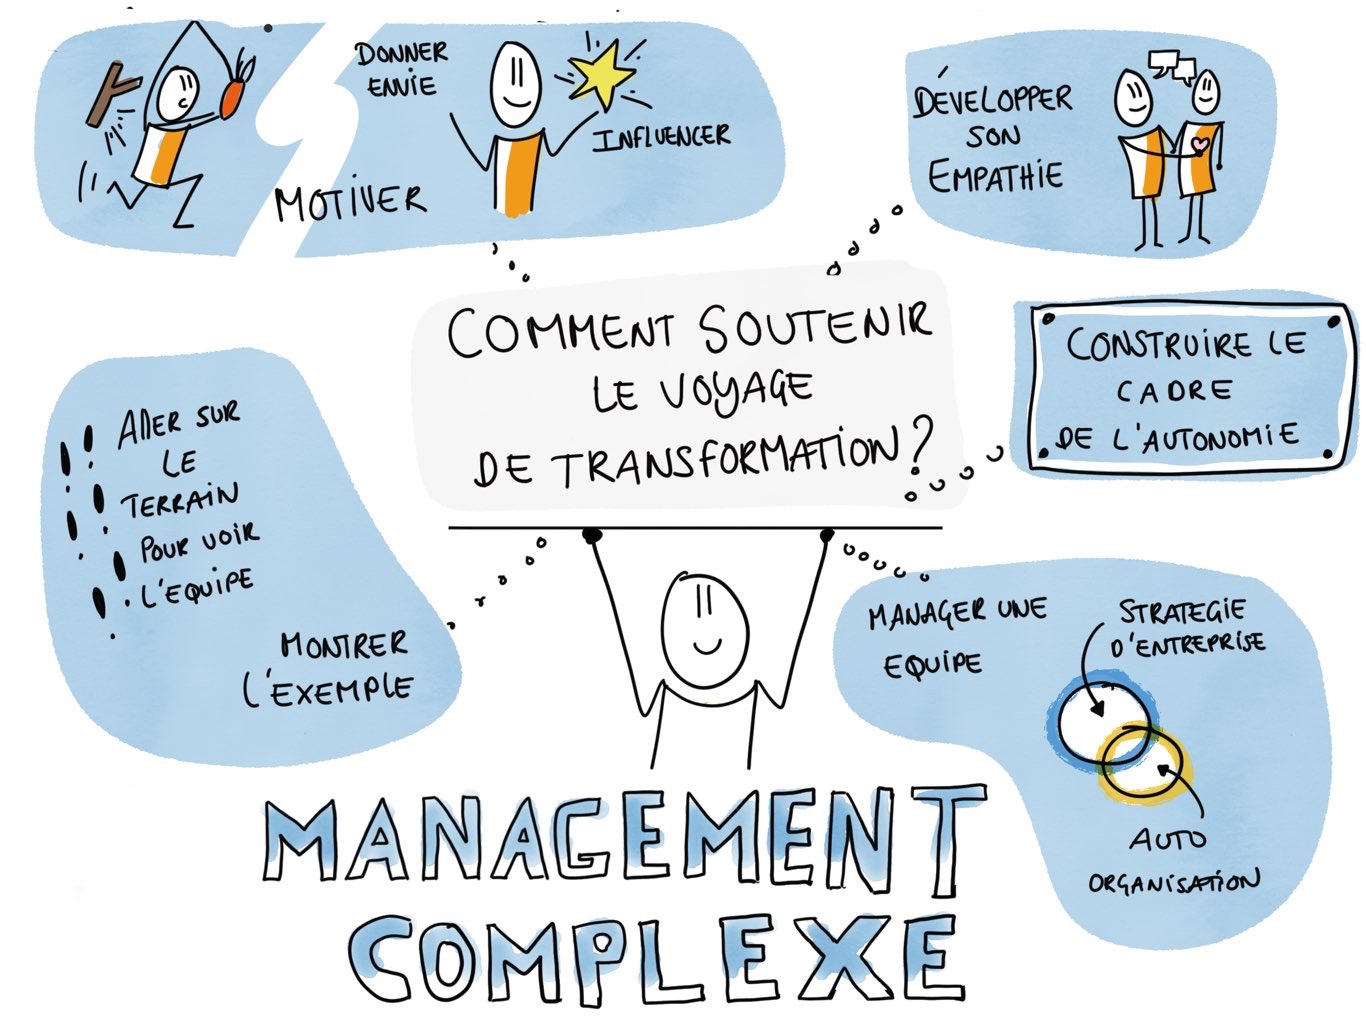 DONNER
ENVIE
INFLUENCER
MOTIVER
DÉVELOPPER
SON
EMPATHIE
COMMENT SOUTENIR
LE VOYAGE
DE TRANSFORMATION?
CONSTRUIRE LE
CADRE
DE L'AUTONOMIE
Aller SUR
LE
TERRAIN
POUR VOIR
L'EQUIPE
MONTRER
L'EXEMPLE
MANAGER UNE
EQUIPE
STRATEGIE
D'ENTREPRISE
AUTO
ORGANISATION
MANAGEMENT
COMPLEXE